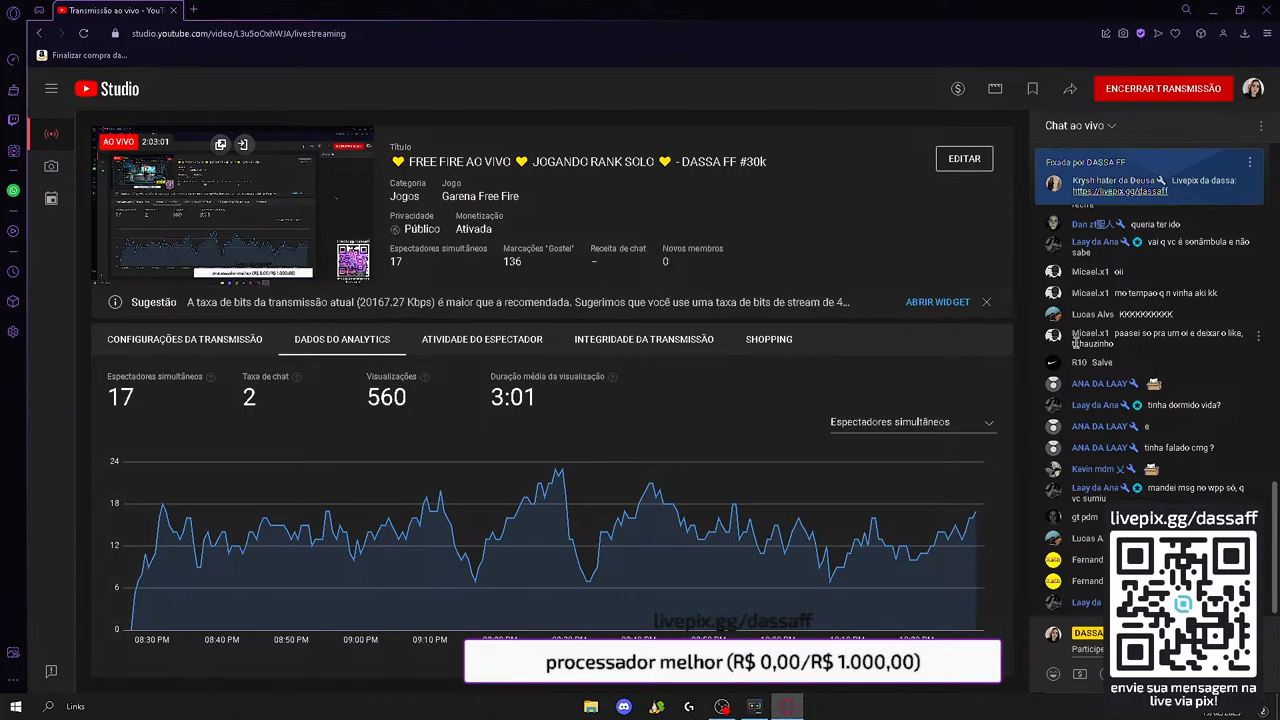 Transmissão ao vivo - YouT
studio.youtube.com/video/L3u5oOxhWJA/livestreaming
Finalizar compra da...
Studio
ENCERRAR TRANSMISSÃO
AO VIVO 2:03:01
Título
💛 FREE FIRE AO VIVO 💛 JOGANDO RANK SOLO 💛 - DASSA FF #30k
EDITAR
Categoria Jogo
Jogos Garena Free Fire
Privacidade Monetização
Público Ativada
Espectadores simultâneos Marcações "Gostei" Receita de chat Novos membros
17 136 – 0
Sugestão A taxa de bits da transmissão atual (20167.27 Kbps) é maior que a recomendada. Sugerimos que você use uma taxa de bits de stream de 4...
ABRIR WIDGET
CONFIGURAÇÕES DA TRANSMISSÃO DADOS DO ANALYTICS ATIVIDADE DO ESPECTADOR INTEGRIDADE DA TRANSMISSÃO SHOPPING
Espectadores simultâneos Taxa de chat Visualizações Duração média da visualização
17 2 560 3:01
Espectadores simultâneos
24
18
12
6
0
08:30 PM 08:40 PM 08:50 PM 09:00 PM 09:10 PM
livepix.gg/dassaff
processador melhor (R$ 0,00/R$ 1.000,00)
Chat ao vivo
Fixada por DASSA FF
Krysh hater da Deusa Livepix da dassa:
https://livepix.gg/dassaff
queria ter ido
Laay da Ana vai q vc é sonâmbula e não
sabe
Micael.x1 oii
Micael.x1 mo tempao q n vinha aki kk
Lucas Alvs KKKKKKKKKK
Micael.x1 paasei so pra um oi e deixar o like,
tchauzinho
R10 Salve
ANA DA LAAY
Laay da Ana tinha dormido vida?
ANA DA LAAY e
ANA DA LAAY tinha falado cmg ?
Kevin mdm 乂
Laay da Ana mandei msg no wpp só, q
vc sumiu
gt pdm
Lucas A
Fernand
Fernand
Laay da
DASSA
Participe
livepix.gg/dassaff
envie sua mensagem na
live via pix!
Links